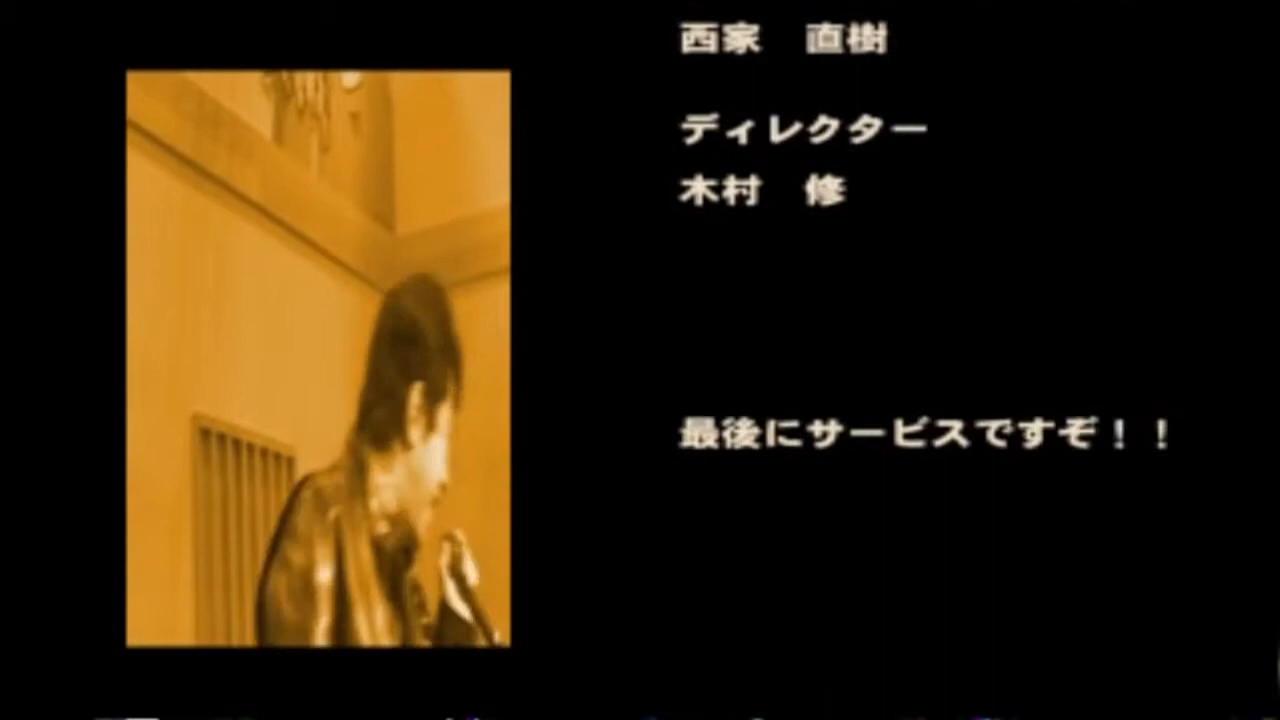 西家　直樹
ディレクター
木村　修
最後にサービスですぞ！！